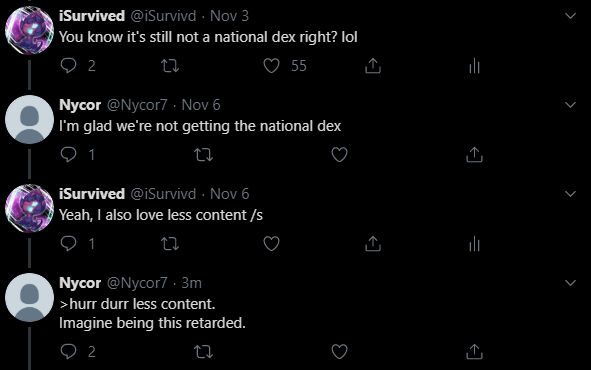 iSurvived @iSurvivd · Nov 3
You know it's still not a national dex right? lol
2 55
Nycor @Nycor7 · Nov 6
I'm glad we're not getting the national dex
1
iSurvived @iSurvivd · Nov 6
Yeah, I also love less content /s
1
Nycor @Nycor7 · 3m
>hurr durr less content.
Imagine being this retarded.
2